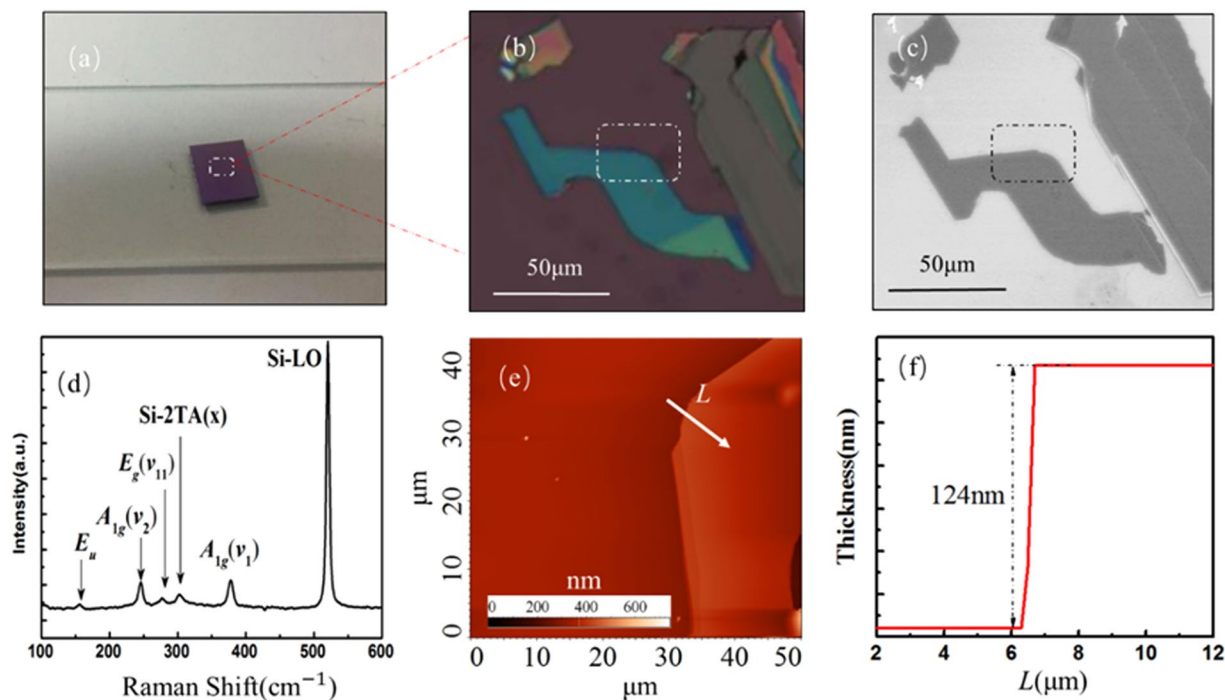 (a)
(b)
50μm
(c)
50μm
(d)
Si-LO
Si-2TA(x)
E_g(ν_11)
A_1g(ν_2)
E_u
A_1g(ν_1)
Intensity(a.u.)
100 200 300 400 500 600
Raman Shift(cm⁻¹)
(e)
L
40
30
20
10
0
μm
nm
0 200 400 600
0 10 20 30 40 50
μm
(f)
124nm
Thickness(nm)
2 4 6 8 10 12
L(μm)